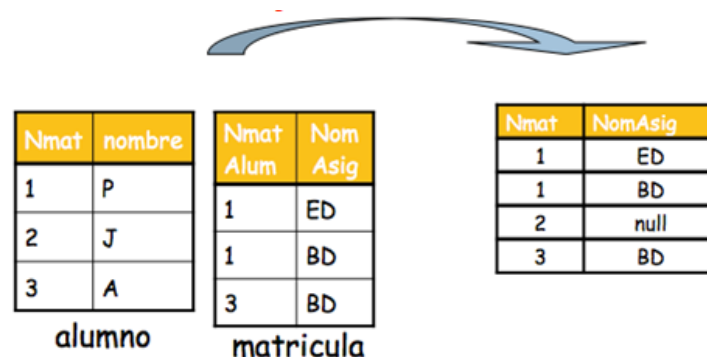 Nmat nombre
1 P
2 J
3 A
alumno
Nmat Nom
Alum Asig
1 ED
1 BD
3 BD
matricula
Nmat NomAsig
1 ED
1 BD
2 null
3 BD